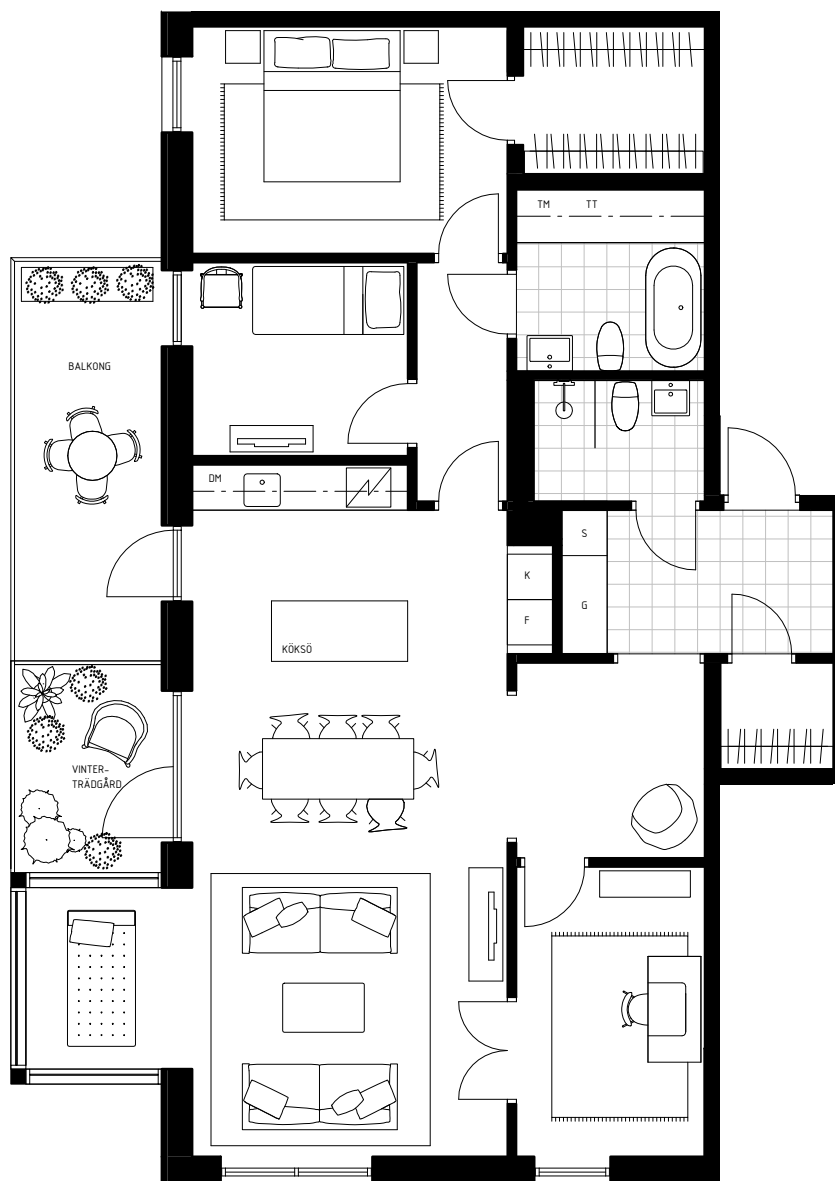 TM TT
BALKONG
DM
S
K
G
F
KÖKSÖ
VINTER-
TRÄDGÅRD